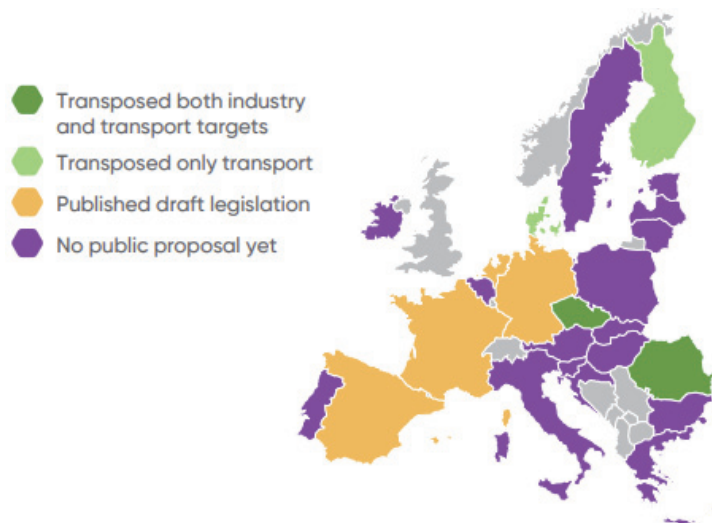 Transposed both industry
and transport targets
Transposed only transport
Published draft legislation
No public proposal yet